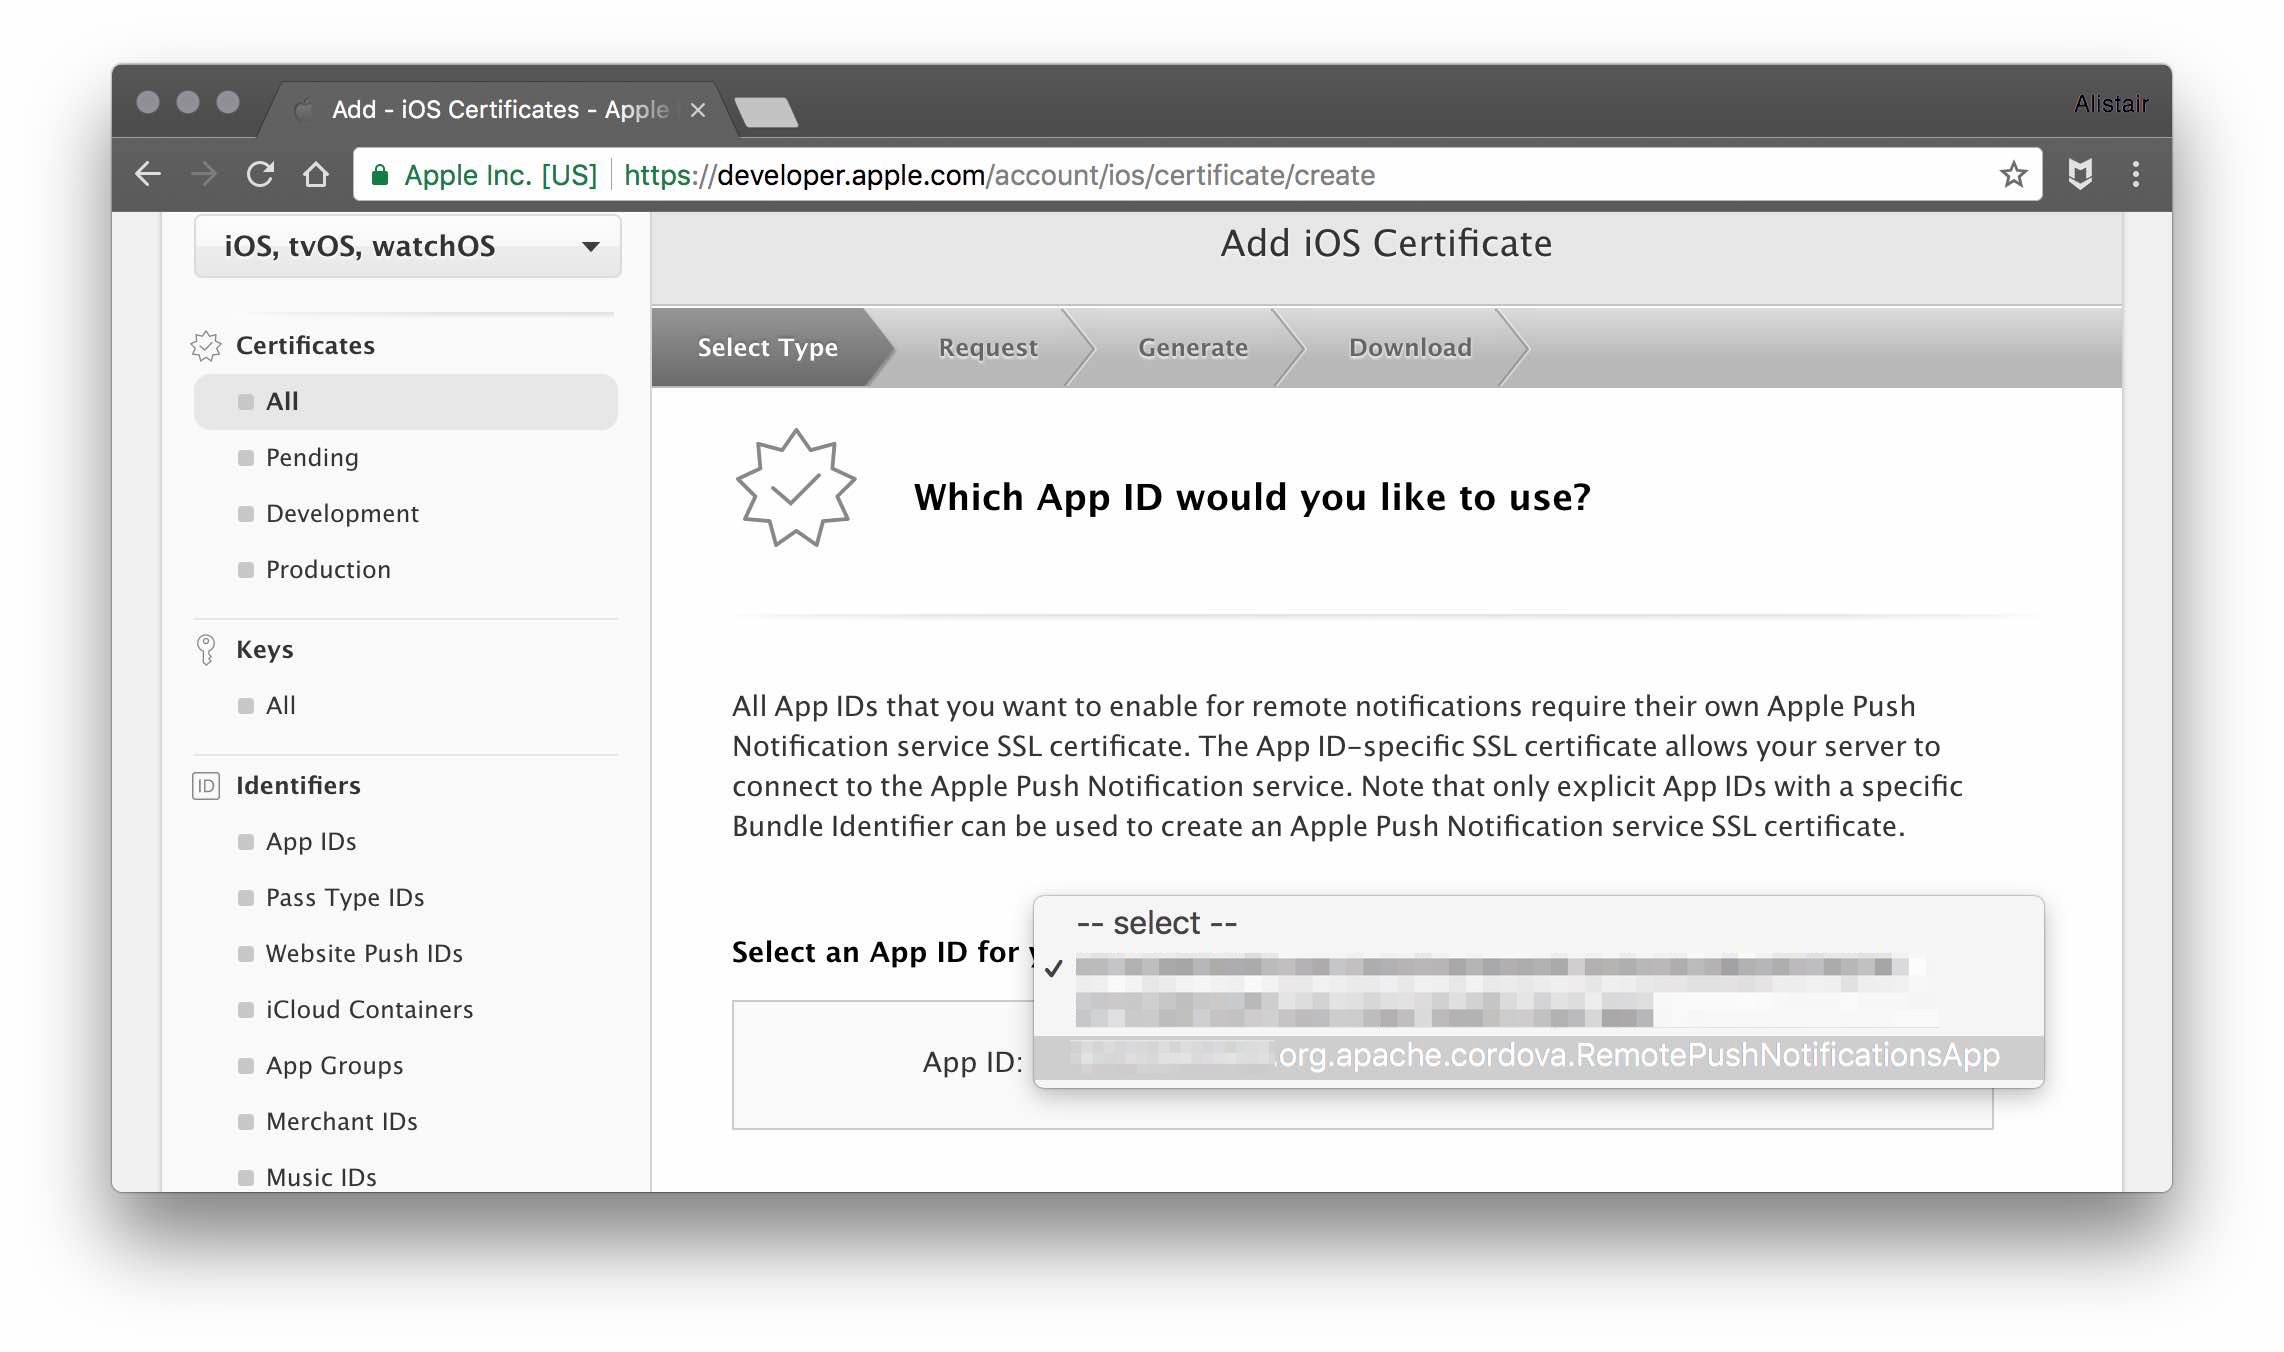 Add - iOS Certificates - Apple
Alistair
Apple Inc. [US]
https://developer.apple.com/account/ios/certificate/create
iOS, tvOS, watchOS
Certificates
All
Pending
Development
Production
Keys
All
ID Identifiers
App IDs
Pass Type IDs
Website Push IDs
iCloud Containers
App Groups
Merchant IDs
Music IDs
Add iOS Certificate
Select Type
Request
Generate
Download
Which App ID would you like to use?
All App IDs that you want to enable for remote notifications require their own Apple Push
Notification service SSL certificate. The App ID-specific SSL certificate allows your server to
connect to the Apple Push Notification service. Note that only explicit App IDs with a specific
Bundle Identifier can be used to create an Apple Push Notification service SSL certificate.
Select an App ID for
-- select --
App ID:
.org.apache.cordova.RemotePushNotificationsApp